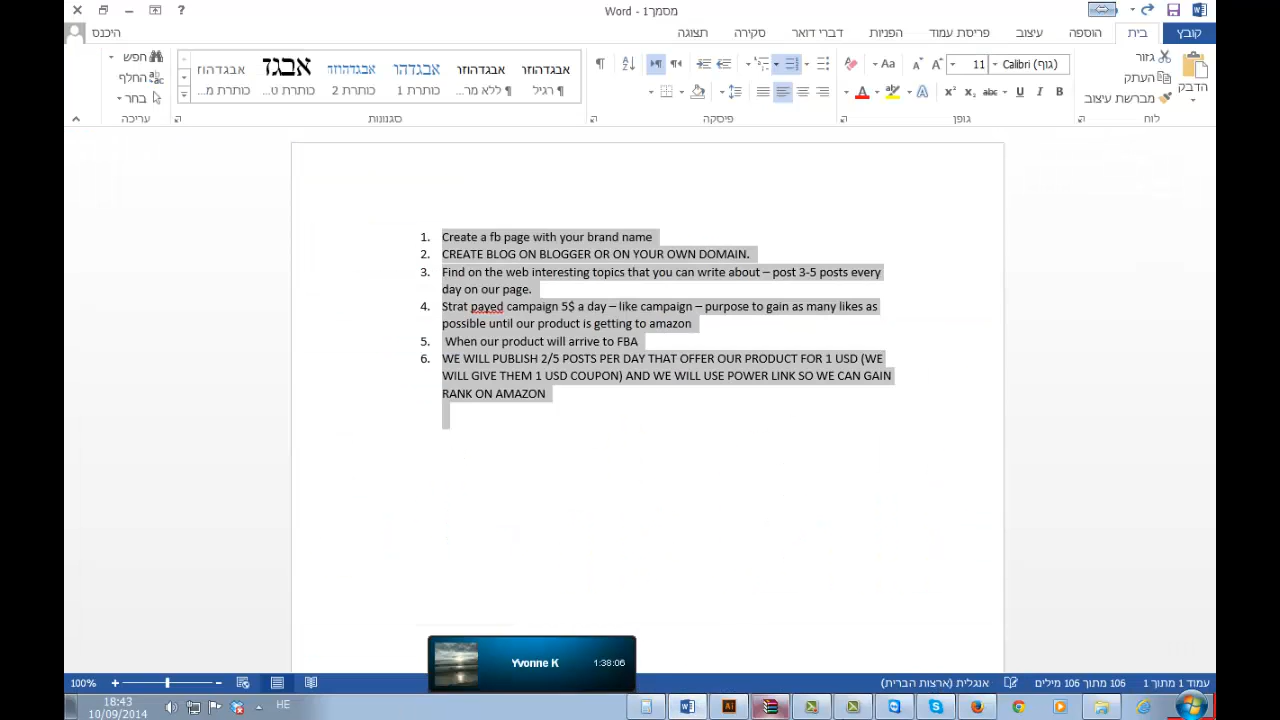 מסמך1 - Word
היכנס
קובץ
בית
הוספה
עיצוב
פריסת עמוד
הפניות
דברי דואר
סקירה
תצוגה
הדבק
גזור
העתק
מברשת עיצוב
לוח
Calibri (גוף)
11
Aa
גופן
פיסקה
אבגדהוזר
¶ רגיל
אבגדהוזר
¶ ללא מר...
אבגדהו
כותרת 1
אבגדהוזר
כותרת 2
אבגד
כותרת ט...
אבגדהוז
כותרת מ...
סגנונות
חפש
החלף
בחר
עריכה
1. Create a fb page with your brand name
2. CREATE BLOG ON BLOGGER OR ON YOUR OWN DOMAIN.
3. Find on the web interesting topics that you can write about – post 3-5 posts every
day on our page.
4. Strat payed campaign 5$ a day – like campaign – purpose to gain as many likes as
possible until our product is getting to amazon
5. When our product will arrive to FBA
6. WE WILL PUBLISH 2/5 POSTS PER DAY THAT OFFER OUR PRODUCT FOR 1 USD (WE
WILL GIVE THEM 1 USD COUPON) AND WE WILL USE POWER LINK SO WE CAN GAIN
RANK ON AMAZON
Yvonne K 1:38:06
עמוד 1 מתוך 1
106 מתוך 106 מילים
אנגלית (ארצות הברית)
100%
HE
18:43
10/09/2014